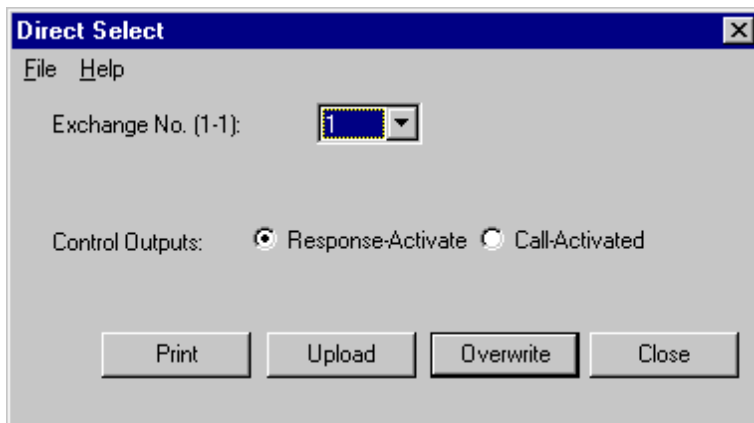 Direct Select
File Help
Exchange No. (1-1): 1
Control Outputs: Response-Activate Call-Activated
Print Upload Overwrite Close